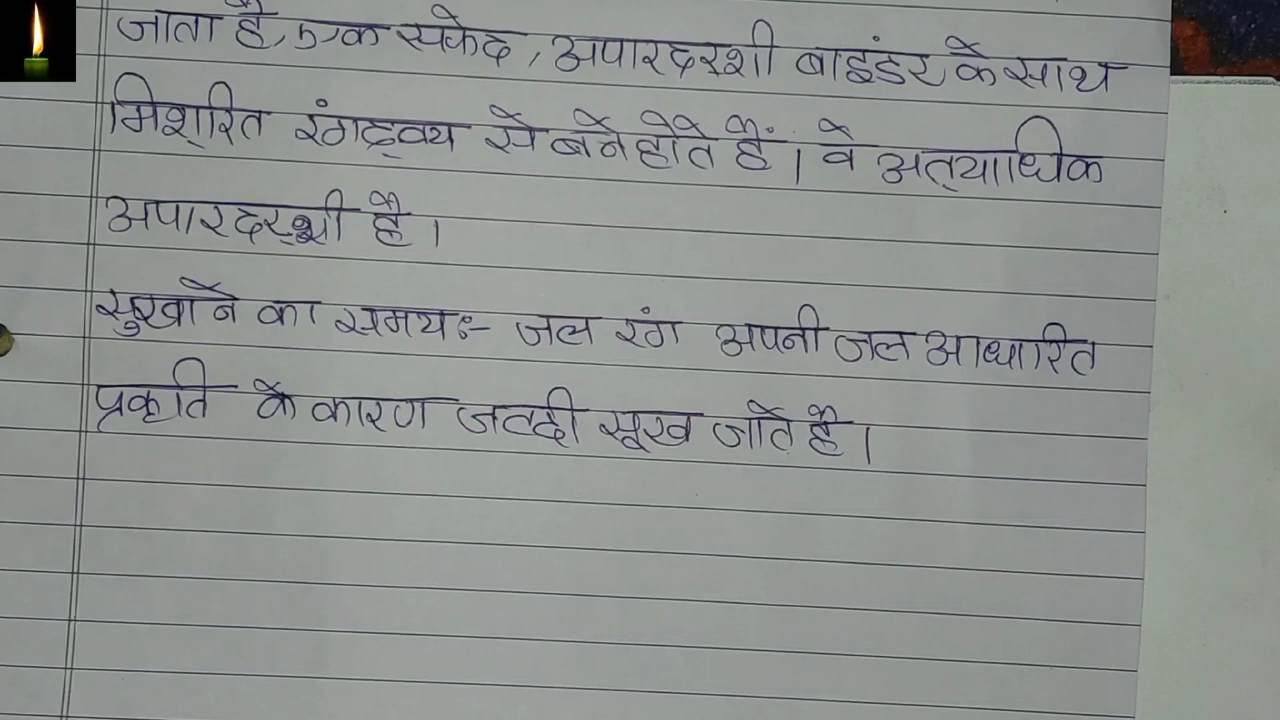 जाता है, एक सफेद, अपारदर्शी बाइंडर के साथ
मिश्रित रंगद्रव्य से बने होते हैं। वे अत्याधिक
अपारदर्शी है।
सुखाने का समय:- जल रंग अपनी जल आधारित
प्रकृति के कारण जल्दी सूख जाते है।